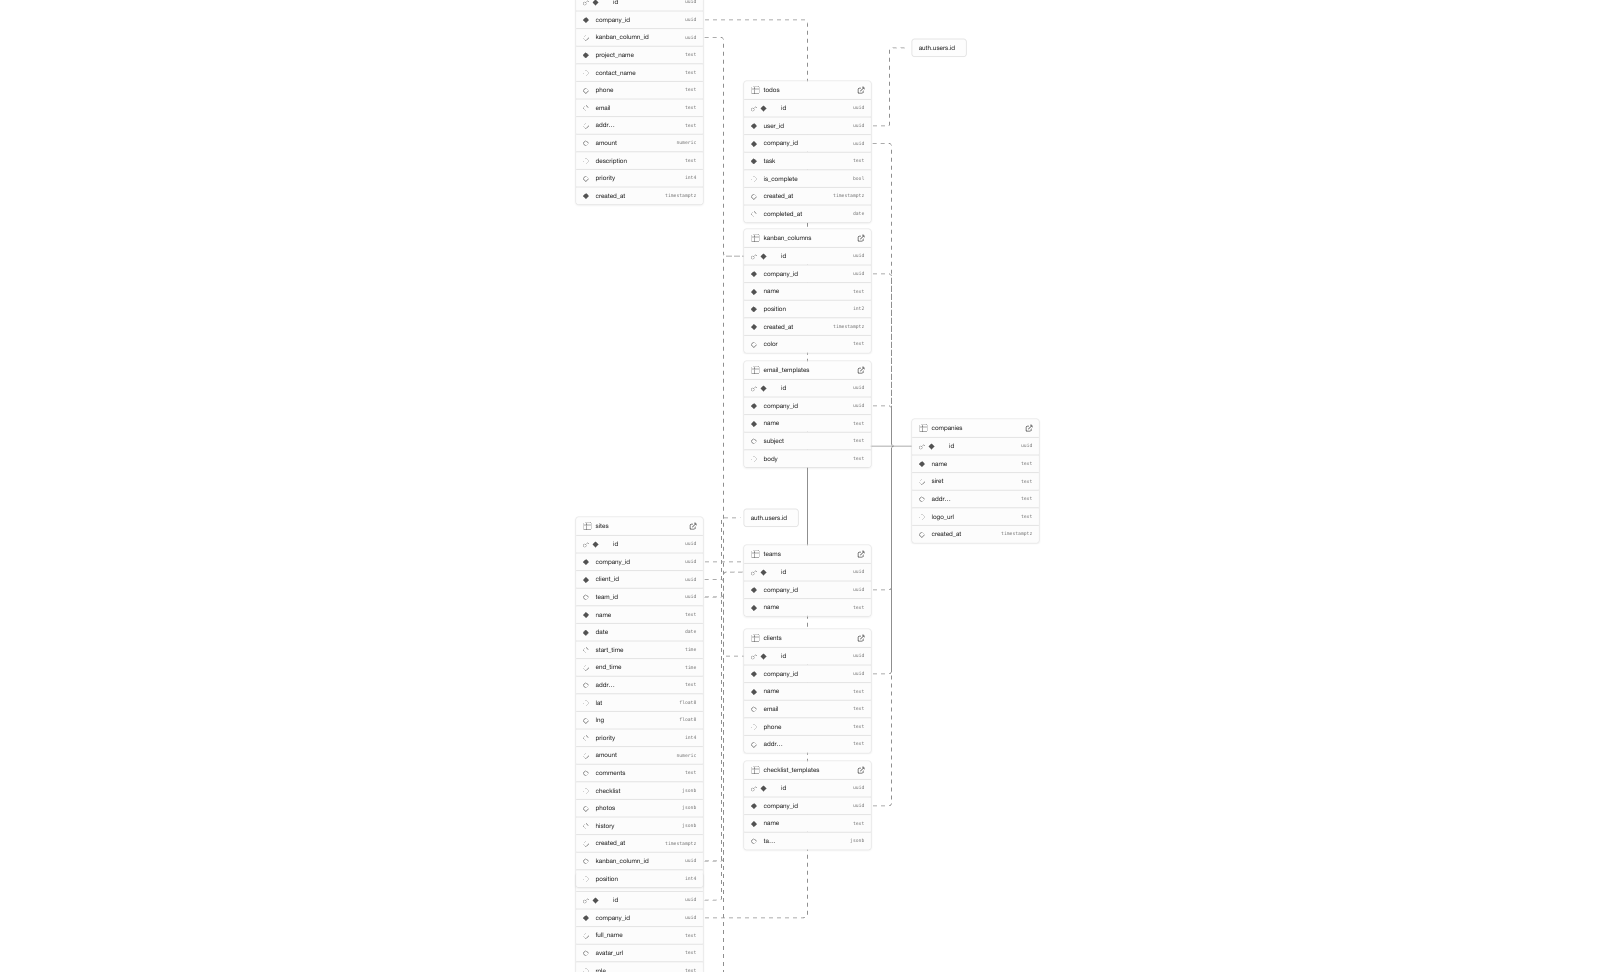 id uuid
company_id uuid
kanban_column_id uuid
project_name text
contact_name text
phone text
email text
addr... text
amount numeric
description text
priority int4
created_at timestamptz
auth.users.id
todos
id uuid
user_id uuid
company_id uuid
task text
is_complete bool
created_at timestamptz
completed_at date
kanban_columns
id uuid
company_id uuid
name text
position int2
created_at timestamptz
color text
email_templates
id uuid
company_id uuid
name text
subject text
body text
companies
id uuid
name text
siret text
addr... text
logo_url text
created_at timestamptz
auth.users.id
sites
id uuid
company_id uuid
client_id uuid
team_id uuid
name text
date date
start_time time
end_time time
addr... text
lat float8
lng float8
priority int4
amount numeric
comments text
checklist jsonb
photos jsonb
history jsonb
created_at timestamptz
kanban_column_id uuid
position int4
teams
id uuid
company_id uuid
name text
clients
id uuid
company_id uuid
name text
email text
phone text
addr... text
checklist_templates
id uuid
company_id uuid
name text
ta... jsonb
id uuid
company_id uuid
full_name text
avatar_url text
role text